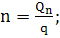 n = Qn/q;